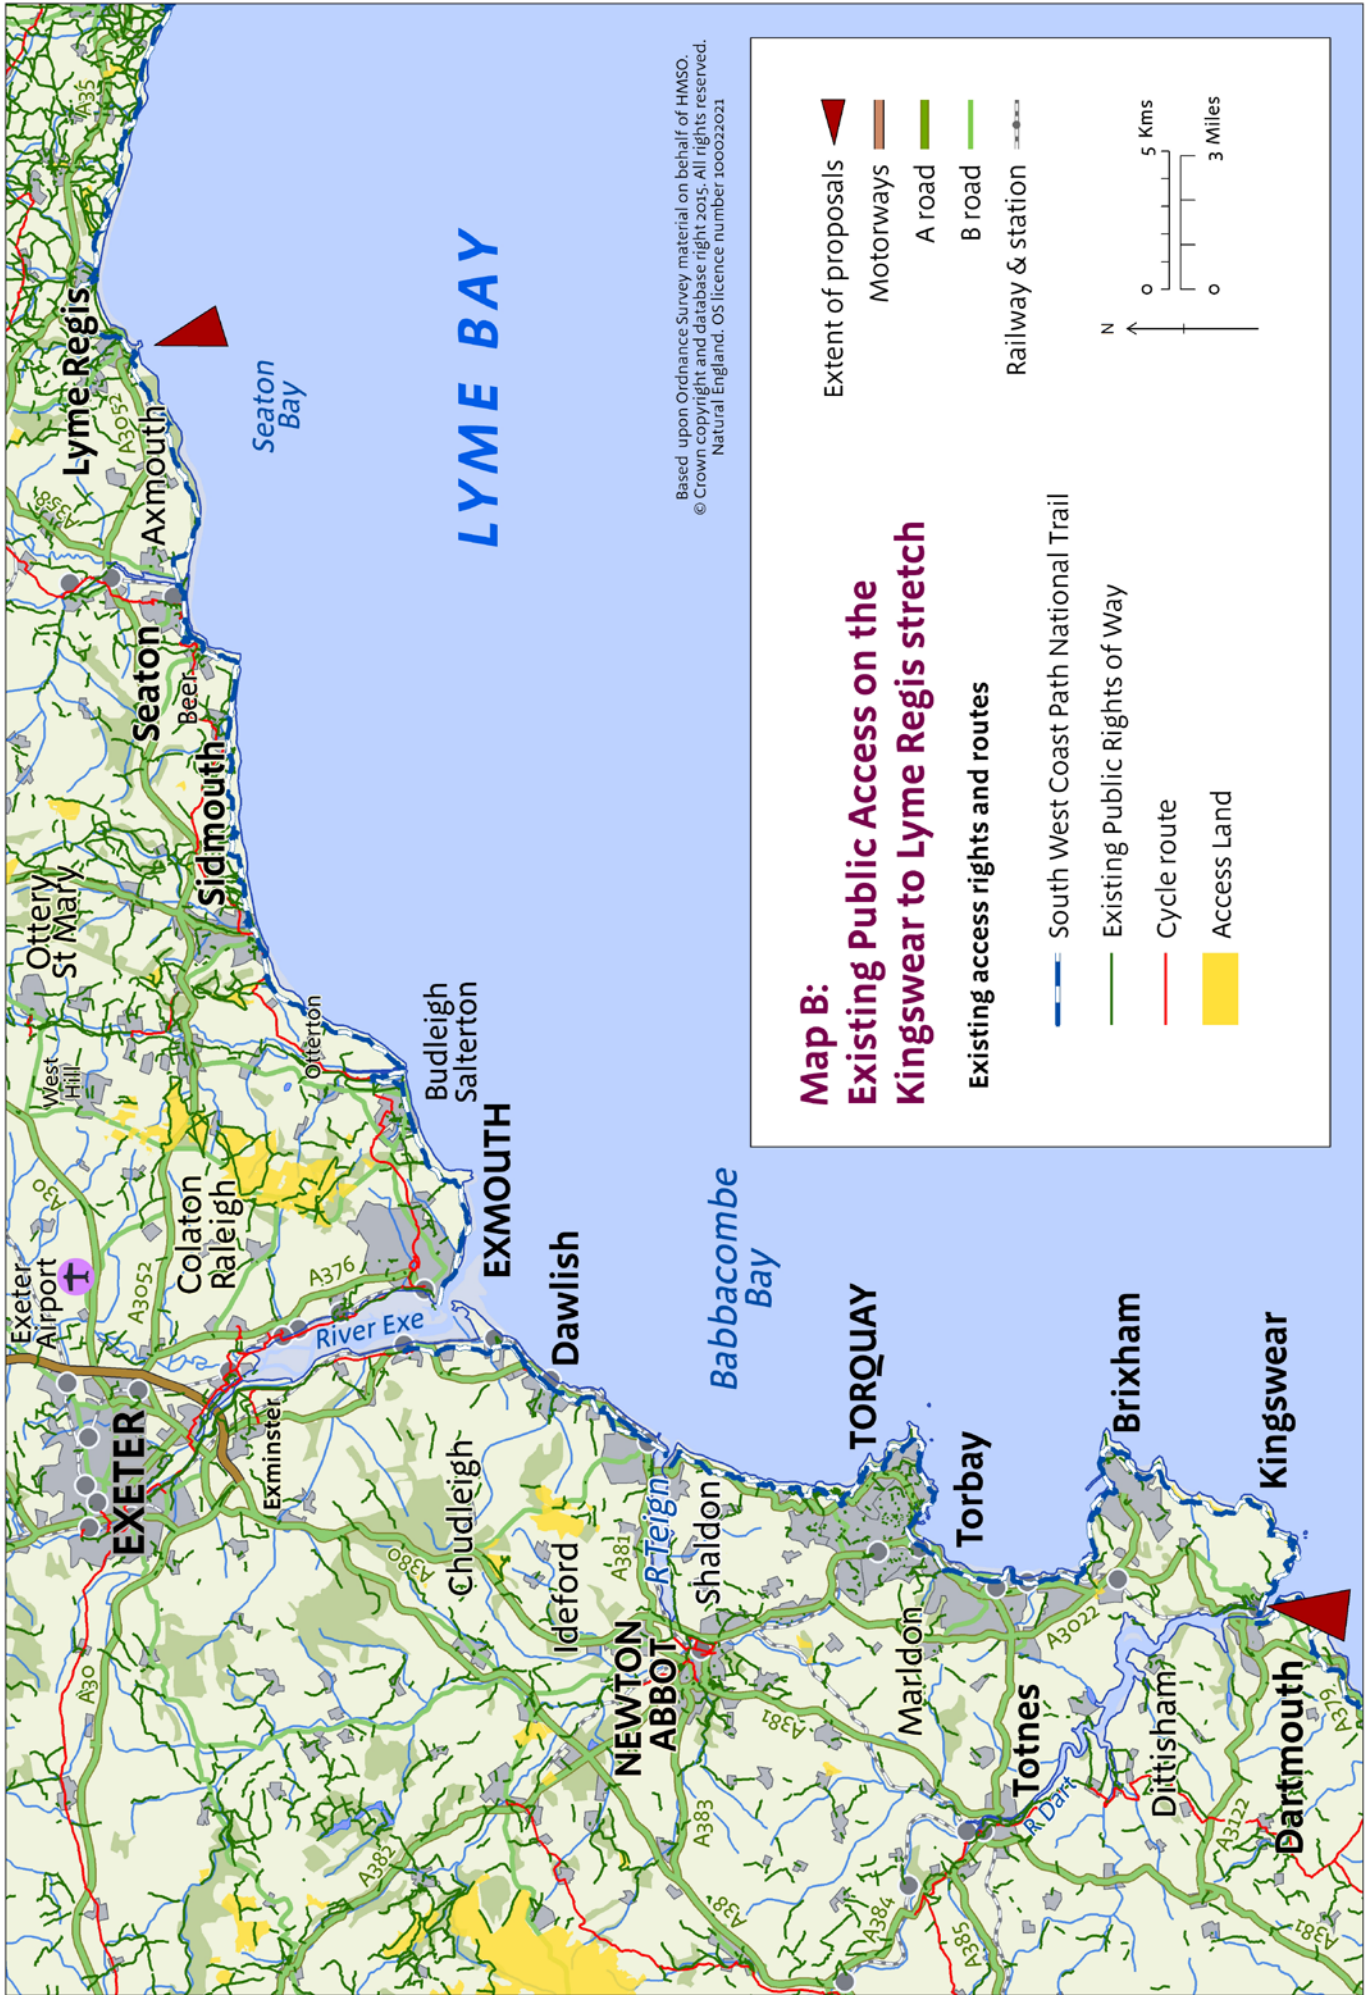 Exeter
Airport
A30
West
Hill
Ottery
St Mary
A358
Lyme Regis
A35
A3052
Axmouth
Seaton
Beer
Sidmouth
Seaton
Bay
Otterton
Budleigh
Salterton
Colaton
Raleigh
A3052
A376
EXETER
Exminster
River Exe
EXMOUTH
Dawlish
LYME BAY
A30
A380
Chudleigh
Ideford
A381
R Teign
Shaldon
Babbacombe
Bay
A382
NEWTON
ABBOT
A383
A38
A381
TORQUAY
Torbay
Marldon
A384
A385
Totnes
R Dart
A3022
Brixham
Dittisham
A3122
Kingswear
Dartmouth
A379
A381
Based upon Ordnance Survey material on behalf of HMSO.
© Crown copyright and database right 2015. All rights reserved.
Natural England. OS licence number 100022021
Map B:
Existing Public Access on the
Kingswear to Lyme Regis stretch
Existing access rights and routes
South West Coast Path National Trail
Existing Public Rights of Way
Cycle route
Access Land
Extent of proposals
Motorways
A road
B road
Railway & station
N
0 5 Kms
0 3 Miles